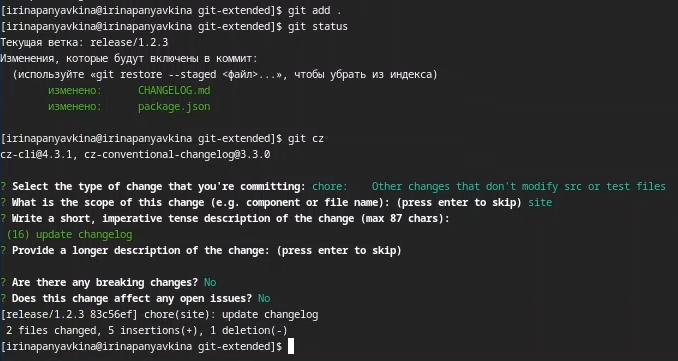 [irinapanyavkina@irinapanyavkina git-extended]$ git add .
[irinapanyavkina@irinapanyavkina git-extended]$ git status
Текущая ветка: release/1.2.3
Изменения, которые будут включены в коммит:
  (используйте «git restore --staged <файл>...», чтобы убрать из индекса)
        изменено:      CHANGELOG.md
        изменено:      package.json
[irinapanyavkina@irinapanyavkina git-extended]$ git cz
cz-cli@4.3.1, cz-conventional-changelog@3.3.0
? Select the type of change that you're committing: chore:    Other changes that don't modify src or test files
? What is the scope of this change (e.g. component or file name): (press enter to skip) site
? Write a short, imperative tense description of the change (max 87 chars):
 (16) update changelog
? Provide a longer description of the change: (press enter to skip)
? Are there any breaking changes? No
? Does this change affect any open issues? No
[release/1.2.3 83c56ef] chore(site): update changelog
 2 files changed, 5 insertions(+), 1 deletion(-)
[irinapanyavkina@irinapanyavkina git-extended]$